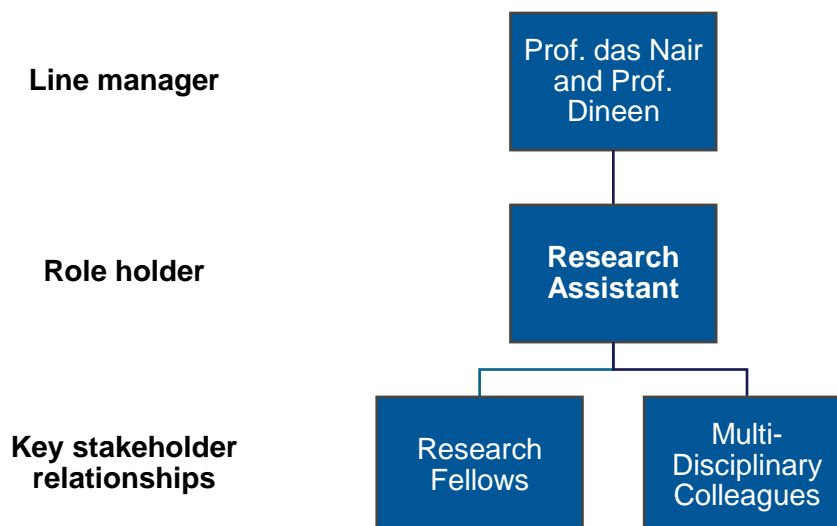 Line manager
Prof. das Nair
and Prof.
Dineen
Role holder
Research
Assistant
Key stakeholder
relationships
Research
Fellows
Multi-
Disciplinary
Colleagues